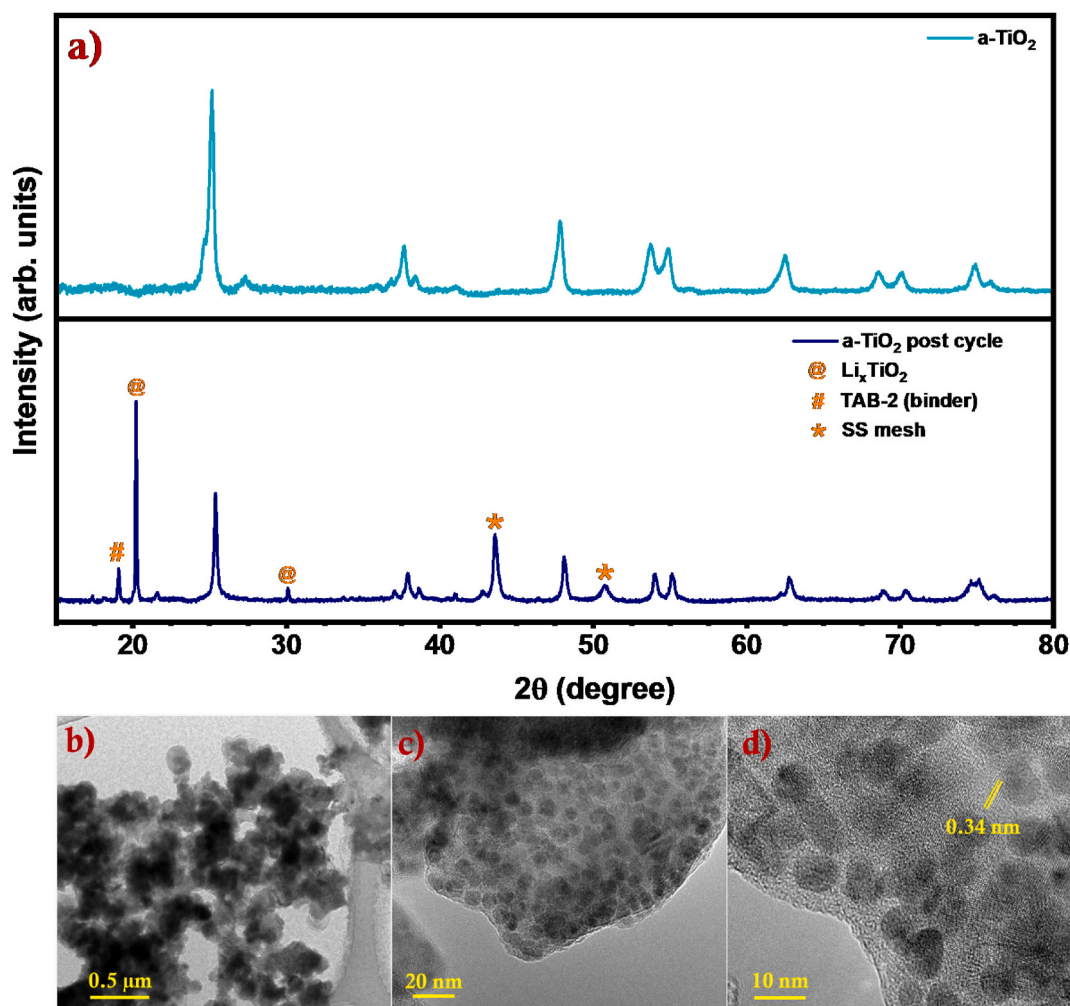 a)
a-TiO₂
Intensity (arb. units)
a-TiO₂ post cycle
@ LiₓTiO₂
# TAB-2 (binder)
* SS mesh
@
#
@
*
*
20 30 40 50 60 70 80
2θ (degree)
b)
0.5 μm
c)
20 nm
d)
0.34 nm
10 nm